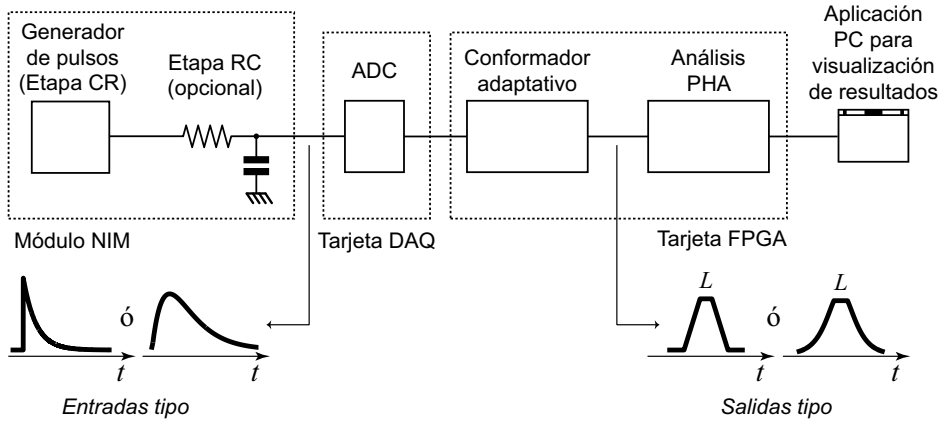 Generador
de pulsos
(Etapa CR)
Etapa RC
(opcional)
ADC
Conformador
adaptativo
Análisis
PHA
Aplicación
PC para
visualización
de resultados
Módulo NIM
Tarjeta DAQ
Tarjeta FPGA
ó
t
t
Entradas tipo
L
ó
L
t
t
Salidas tipo